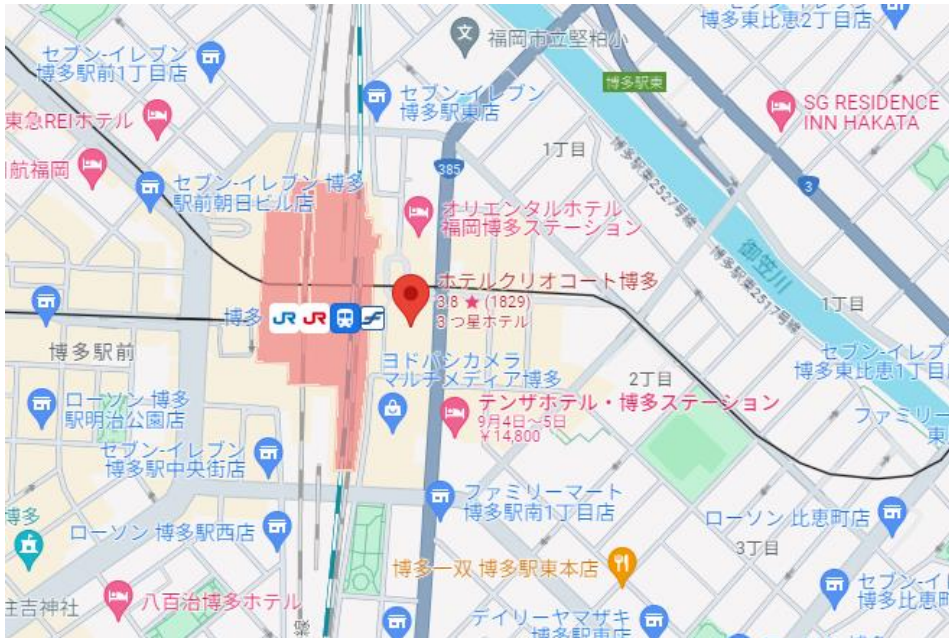 セブン-イレブン
博多駅前1丁目店
福岡市立堅粕小
博多東比恵2丁目店
博多駅東
セブン-イレブン
博多駅東店
SG RESIDENCE
INN HAKATA
東急REIホテル
1丁目
385
3
博多駅東2527号線
航福岡
セブン-イレブン 博多
駅前朝日ビル店
オリエンタルホテル
福岡博多ステーション
御笠川
博多駅東2517号線
ホテルクリオコート博多
3.8 ★ (1829)
3 つ星ホテル
1丁目
博多
JR
JR
博多駅前
ヨドバシカメラ
マルチメディア博多
2丁目
セブン-イレブ
博多東比恵1丁目
ローソン 博多
駅明治公園店
テンザホテル・博多ステーション
9月4日~5日
¥14,800
ファミリー
東
セブン-イレブン
博多駅中央街店
ファミリーマート
博多駅南1丁目店
博多
ローソン 博多駅西店
ローソン 比恵町店
3丁目
博多一双 博多駅東本店
住吉神社
八百治博多ホテル
線
デイリーヤマザキ
博多駅東店
セブン-イレ
博多比恵町